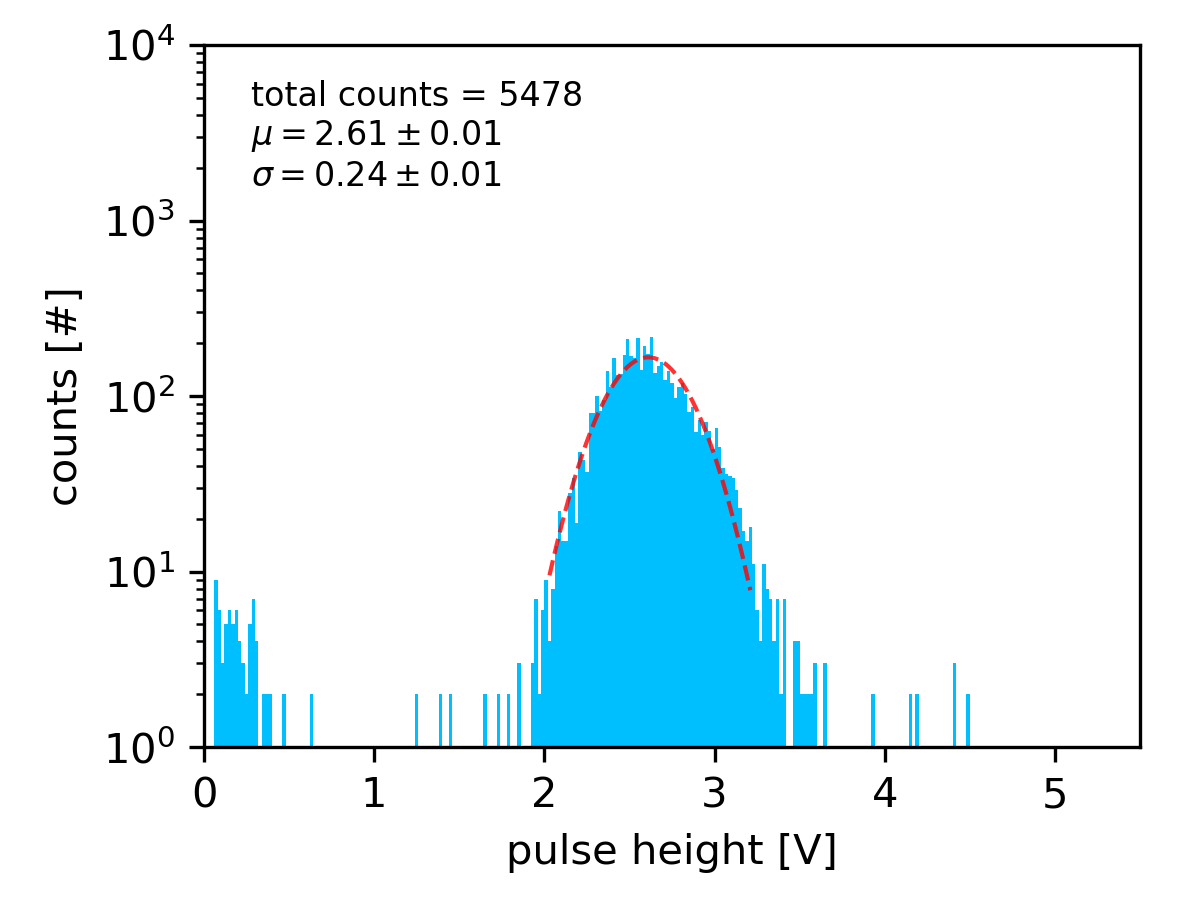 total counts = 5478
μ = 2.61 ± 0.01
σ = 0.24 ± 0.01
10⁴
10³
10²
10¹
10⁰
counts [#]
0 1 2 3 4 5
pulse height [V]